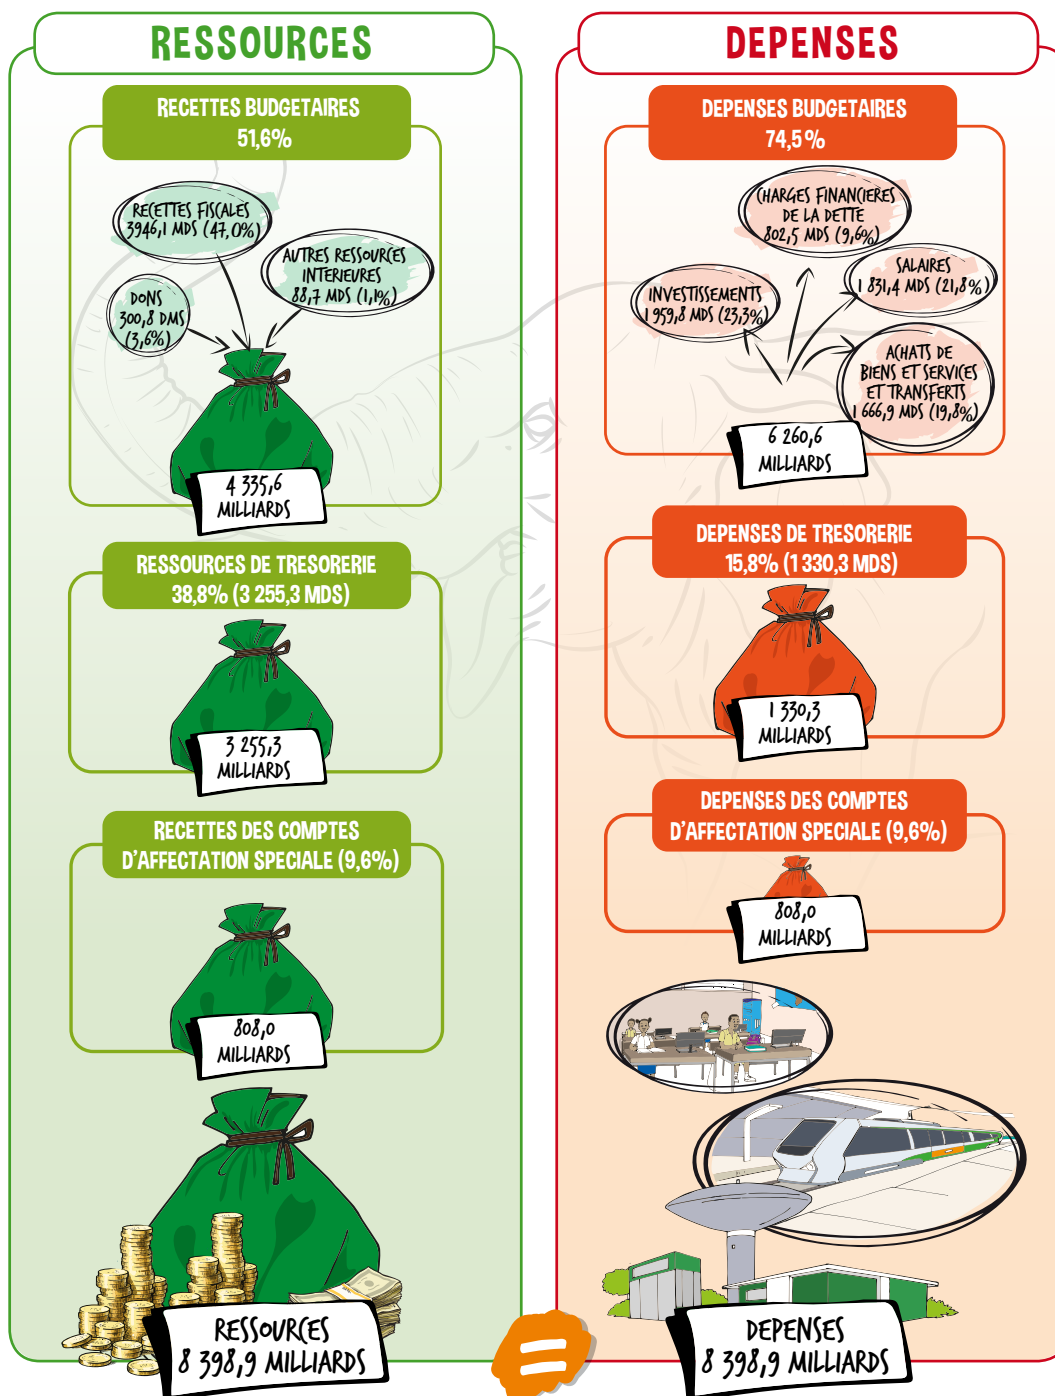 RESSOURCES
RECETTES BUDGETAIRES
51,6%
RECETTES FISCALES
3946,1 MDS (47,0%)
AUTRES RESSOURCES
INTERIEURES
88,7 MDS (1,1%)
DONS
300,8 DMS
(3,6%)
4 335,6
MILLIARDS
RESSOURCES DE TRESORERIE
38,8% (3 255,3 MDS)
3 255,3
MILLIARDS
RECETTES DES COMPTES
D'AFFECTATION SPECIALE (9,6%)
808,0
MILLIARDS
RESSOURCES
8 398,9 MILLIARDS
=
DEPENSES
DEPENSES BUDGETAIRES
74,5%
CHARGES FINANCIERES
DE LA DETTE
802,5 MDS (9,6%)
SALAIRES
1 831,4 MDS (21,8%)
INVESTISSEMENTS
1 959,8 MDS (23,3%)
ACHATS DE
BIENS ET SERVICES
ET TRANSFERTS
1 666,9 MDS (19,8%)
6 260,6
MILLIARDS
DEPENSES DE TRESORERIE
15,8% (1 330,3 MDS)
1 330,3
MILLIARDS
DEPENSES DES COMPTES
D'AFFECTATION SPECIALE (9,6%)
808,0
MILLIARDS
DEPENSES
8 398,9 MILLIARDS